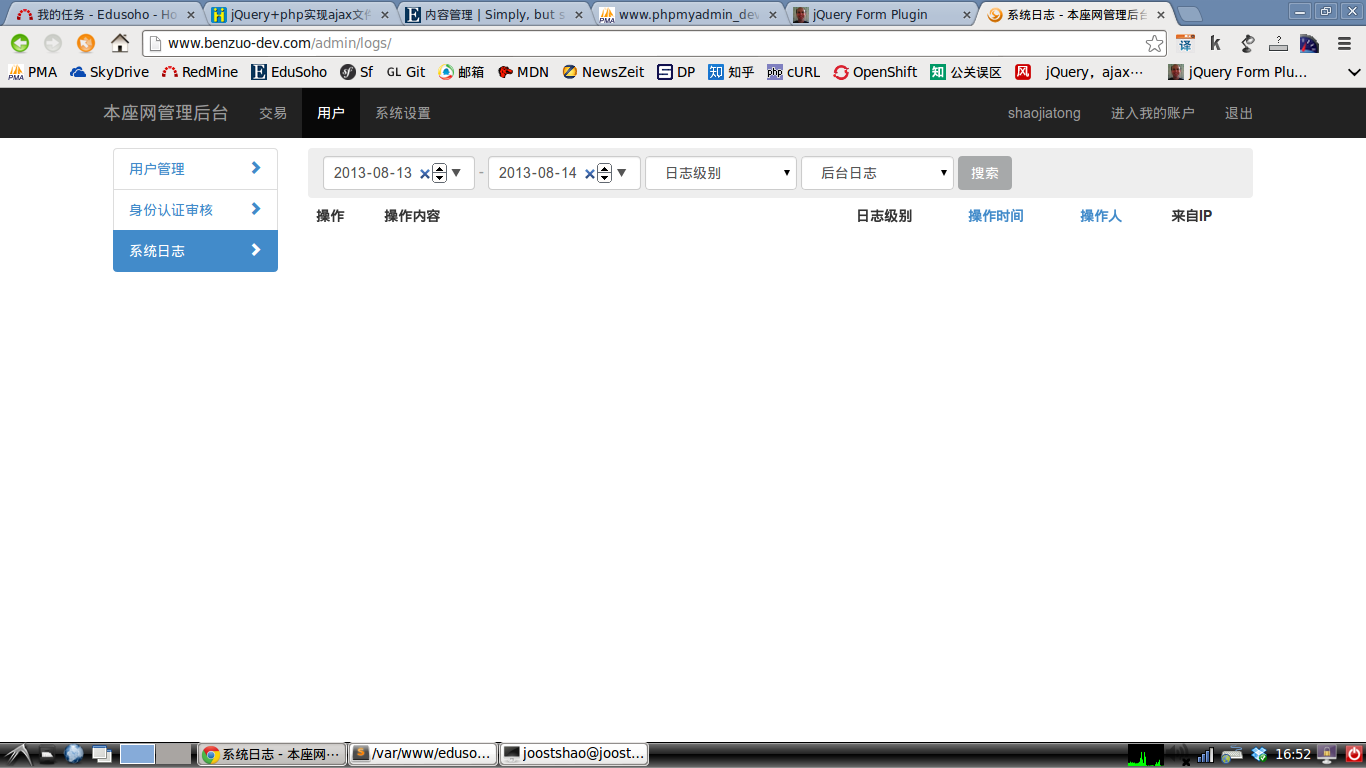 我的任务 - Edusoho - Ho
jQuery+php实现ajax文件
内容管理 | Simply, but s
www.phpmyadmin_dev
jQuery Form Plugin
系统日志 - 本座网管理后台
www.benzuo-dev.com/admin/logs/
译
k
PMA
SkyDrive
RedMine
EduSoho
Sf
GL Git
邮箱
MDN
NewsZeit
DP
知 知乎
php cURL
OpenShift
知 公关误区
风
jQuery，ajax…
jQuery Form Plu...
本座网管理后台 交易 用户 系统设置 shaojiatong 进入我的账户 退出
用户管理
身份认证审核
系统日志
2013-08-13 - 2013-08-14 日志级别 后台日志 搜索
操作 操作内容 日志级别 操作时间 操作人 来自IP
系统日志 - 本座网…
/var/www/eduso...
joostshao@joost...
16:52